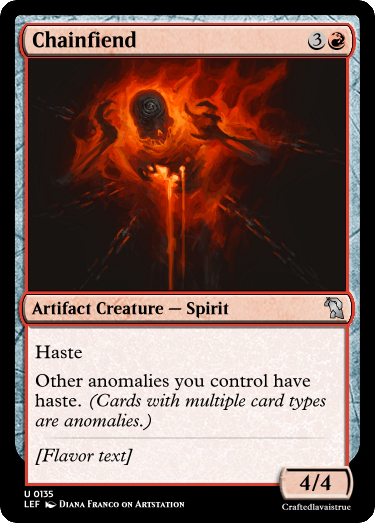 Chainfiend 3
Artifact Creature — Spirit
Haste
Other anomalies you control have
haste. (Cards with multiple card types
are anomalies.)
[Flavor text]
4/4
U 0135
LEF Diana Franco on Artstation
Craftedlavaistrue